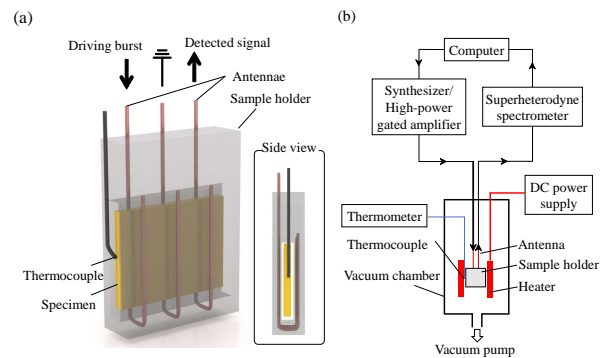 (a)
Driving burst
Detected signal
Antennae
Sample holder
Side view
Thermocouple
Specimen
(b)
Computer
Synthesizer/
High-power
gated amplifier
Superheterodyne
spectrometer
DC power
supply
Thermometer
Thermocouple
Vacuum chamber
Antenna
Sample holder
Heater
Vacuum pump